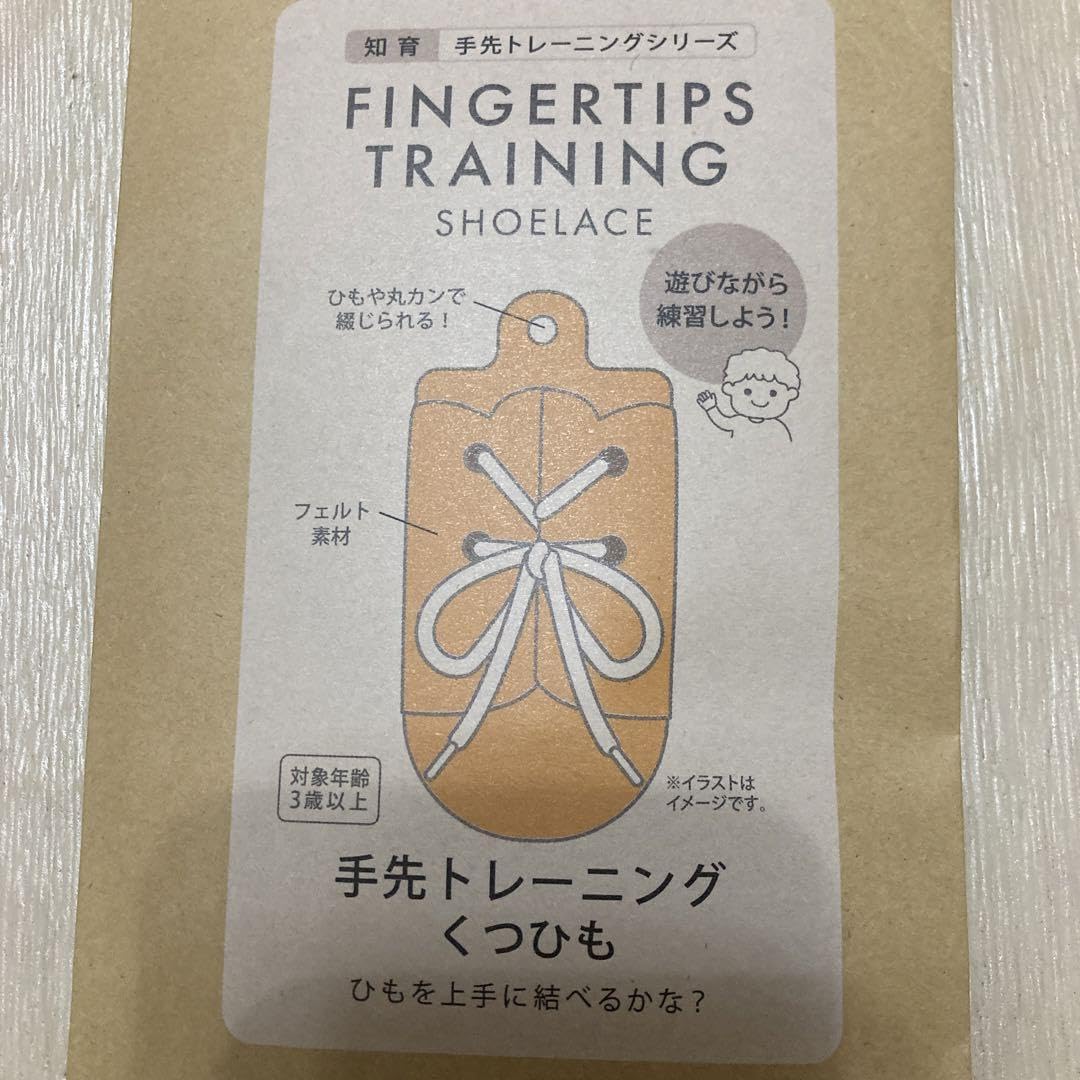 知育 手先トレーニングシリーズ
FINGERTIPS
TRAINING
SHOELACE
遊びながら
練習しよう!
ひもや丸カンで
綴じられる!
フェルト
素材
対象年齢
3歳以上
※イラストは
イメージです。
手先トレーニング
くつひも
ひもを上手に結べるかな?